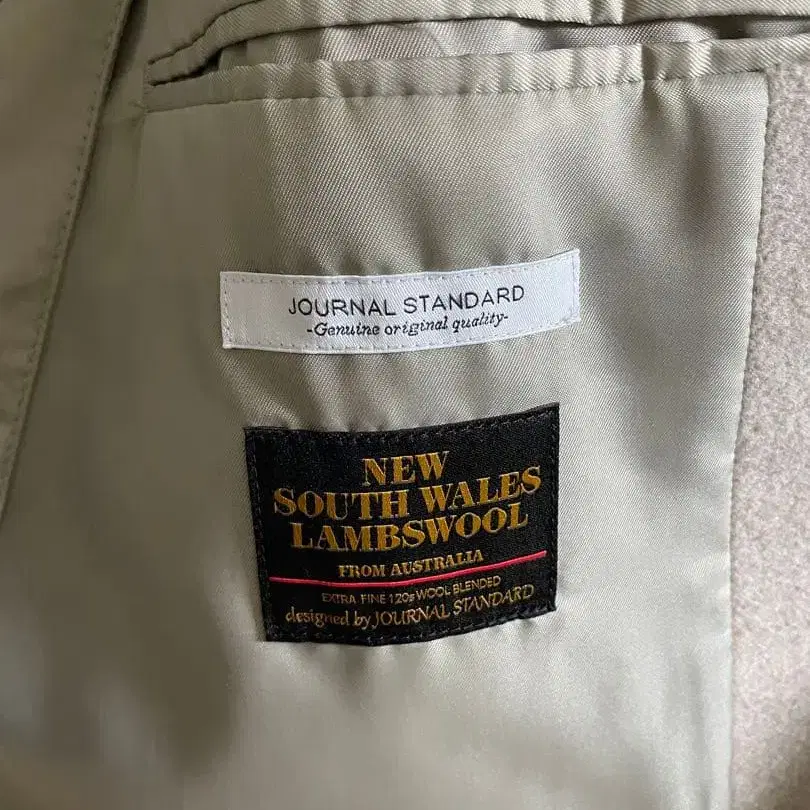 JOURNAL STANDARD
-Genuine original quality-
NEW
SOUTH WALES
LAMBSWOOL
FROM AUSTRALIA
EXTRA FINE 120s WOOL BLENDED
designed by JOURNAL STANDARD